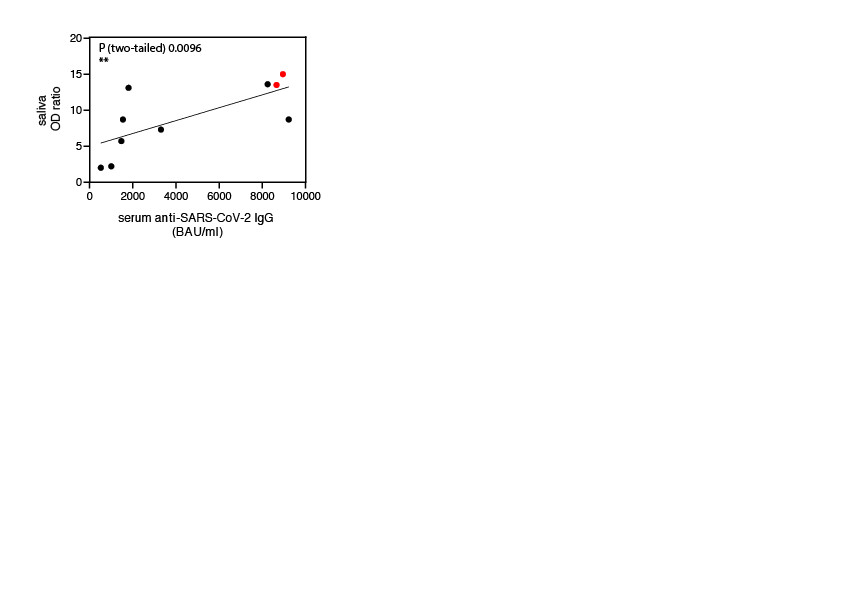 P (two-tailed) 0.0096
**
20
15
10
5
0
saliva
OD ratio
0 2000 4000 6000 8000 10000
serum anti-SARS-CoV-2 IgG
(BAU/ml)